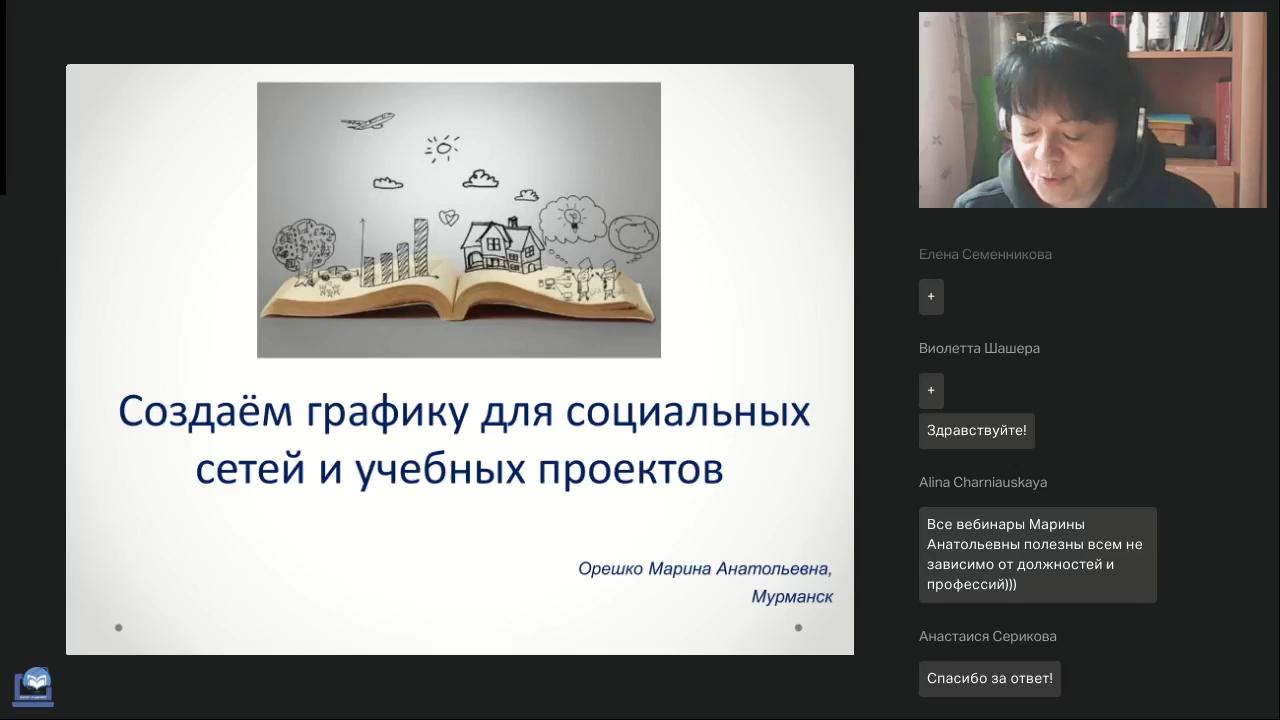 Создаём графику для социальных
сетей и учебных проектов
Орешко Марина Анатольевна,
Мурманск
Елена Семенникова
+
Виолетта Шашера
+
Здравствуйте!
Alina Charniauskaya
Все вебинары Марины
Анатольевны полезны всем не
зависимо от должностей и
профессий)))
Анастаися Серикова
Спасибо за ответ!